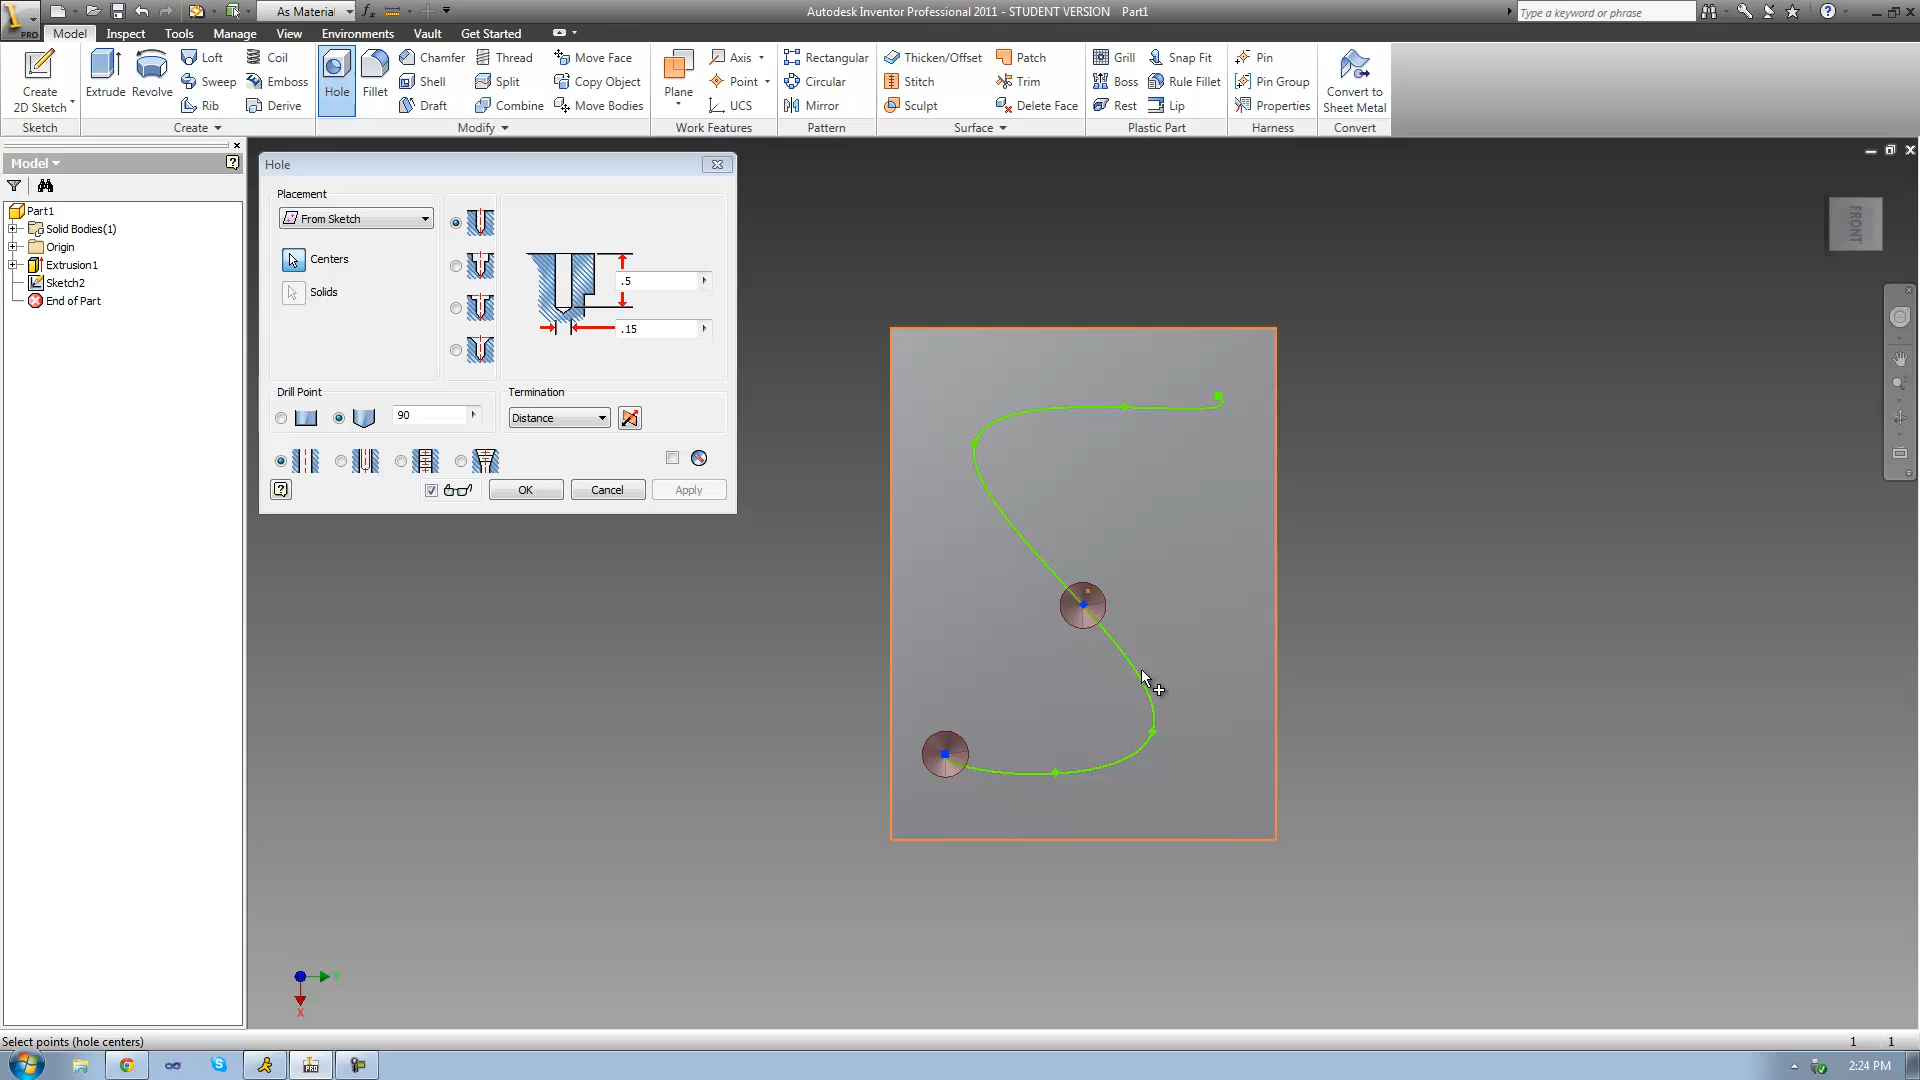 As Material
fx
Autodesk Inventor Professional 2011 - STUDENT VERSION   Part1
Type a keyword or phrase
PRO
Model Inspect Tools Manage View Environments Vault Get Started
Create 2D Sketch
Extrude Revolve
Loft Coil
Sweep Emboss
Rib Derive
Hole Fillet
Chamfer Thread Move Face
Shell Split Copy Object
Draft Combine Move Bodies
Plane
Axis
Point
UCS
Rectangular
Circular
Mirror
Thicken/Offset Patch
Stitch Trim
Sculpt Delete Face
Grill Snap Fit
Boss Rule Fillet
Rest Lip
Pin
Pin Group
Properties
Convert to Sheet Metal
Sketch Create Modify Work Features Pattern Surface Plastic Part Harness Convert
Model
Part1
Solid Bodies(1)
Origin
Extrusion1
Sketch2
End of Part
Hole
Placement
From Sketch
Centers
Solids
.5
.15
Drill Point
90
Termination
Distance
OK Cancel Apply
FRONT
Y
X
Select points (hole centers)
1 1
PRO
2:24 PM